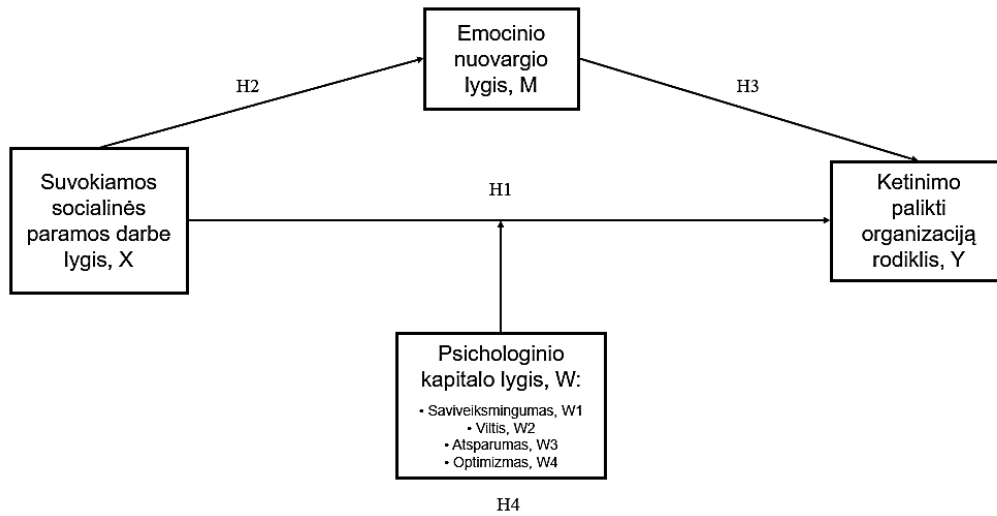 Emocinio
nuovargio
lygis, M
H2
H3
Suvokiamos
socialinės
paramos darbe
lygis, X
H1
Ketinimo
palikti
organizaciją
rodiklis, Y
Psichologinio
kapitalo lygis, W:
• Saviveiksmingumas, W1
• Viltis, W2
• Atsparumas, W3
• Optimizmas, W4
H4